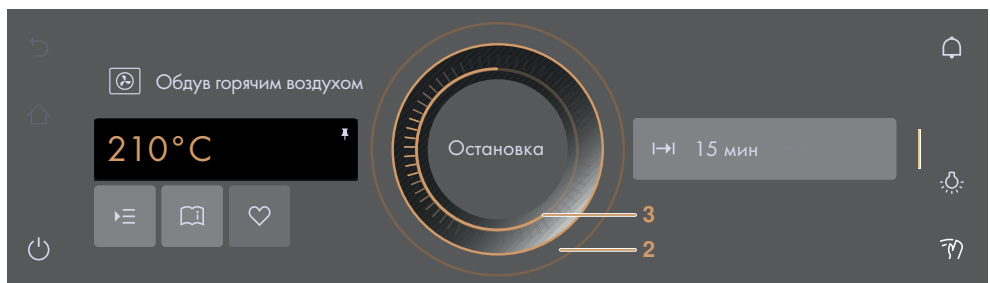 Обдув горячим воздухом
210°C
Остановка
15 мин
3
2